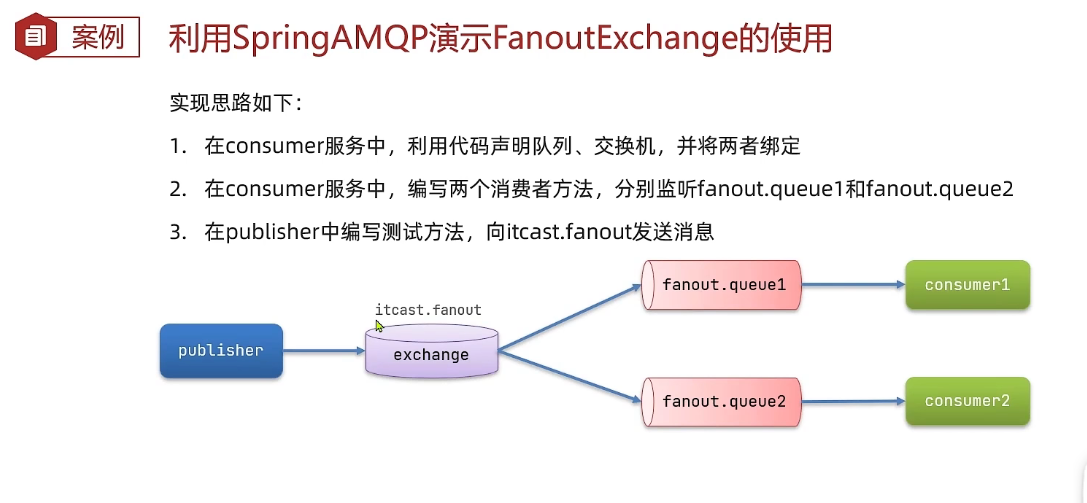 案例
利用SpringAMQP演示FanoutExchange的使用
实现思路如下：
1. 在consumer服务中，利用代码声明队列、交换机，并将两者绑定
2. 在consumer服务中，编写两个消费者方法，分别监听fanout.queue1和fanout.queue2
3. 在publisher中编写测试方法，向itcast.fanout发送消息
publisher
itcast.fanout
exchange
fanout.queue1
consumer1
fanout.queue2
consumer2